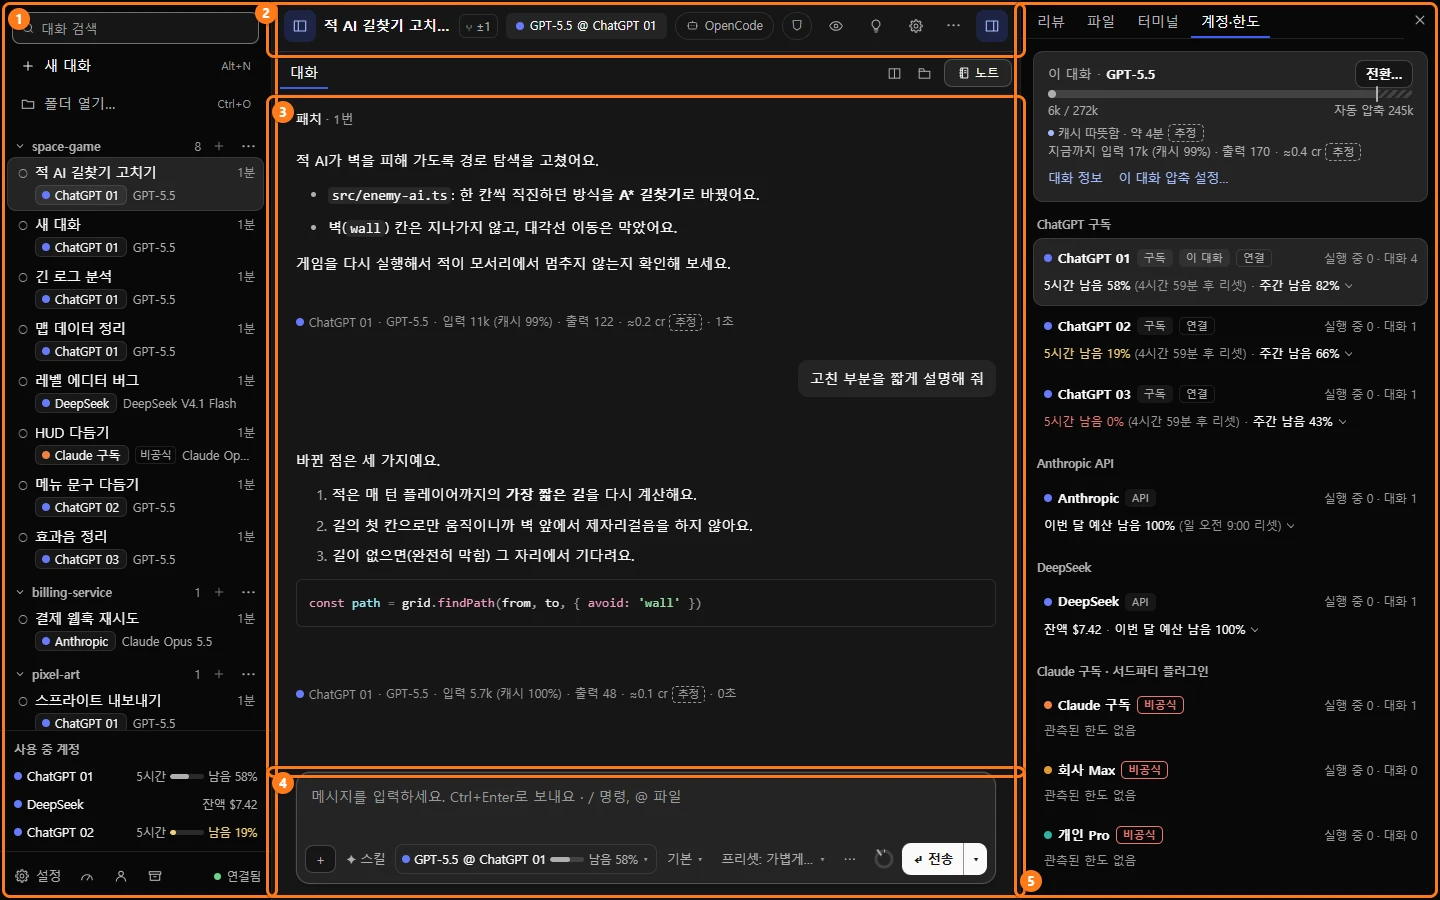 1
대화 검색
새 대화 Alt+N
폴더 열기... Ctrl+O
space-game 8 + ...
적 AI 길찾기 고치기 1분
ChatGPT 01 GPT-5.5
새 대화 1분
ChatGPT 01 GPT-5.5
긴 로그 분석 1분
ChatGPT 01 GPT-5.5
맵 데이터 정리 1분
ChatGPT 01 GPT-5.5
레벨 에디터 버그 1분
DeepSeek DeepSeek V4.1 Flash
HUD 다듬기 1분
Claude 구독 비공식 Claude Op...
메뉴 문구 다듬기 1분
ChatGPT 02 GPT-5.5
효과음 정리 1분
ChatGPT 03 GPT-5.5
billing-service 1 + ...
결제 웹훅 재시도 1분
Anthropic Claude Opus 5.5
pixel-art 1 + ...
스프라이트 내보내기 1분
ChatGPT 01 GPT-5.5
사용 중 계정
ChatGPT 01 5시간 남음 58%
DeepSeek 잔액 $7.42
ChatGPT 02 5시간 남음 19%
설정 연결됨
2
적 AI 길찾기 고치... ±1 GPT-5.5 @ ChatGPT 01 OpenCode ...
대화 노트
3
패치 · 1번
적 AI가 벽을 피해 가도록 경로 탐색을 고쳤어요.
• src/enemy-ai.ts: 한 칸씩 직진하던 방식을 A* 길찾기로 바꿨어요.
• 벽(wall) 칸은 지나가지 않고, 대각선 이동은 막았어요.
게임을 다시 실행해서 적이 모서리에서 멈추지 않는지 확인해 보세요.
ChatGPT 01 · GPT-5.5 · 입력 11k (캐시 99%) · 출력 122 · ≈0.2 cr 추정 · 1초
고친 부분을 짧게 설명해 줘
바뀐 점은 세 가지예요.
1. 적은 매 턴 플레이어까지의 가장 짧은 길을 다시 계산해요.
2. 길의 첫 칸으로만 움직이니까 벽 앞에서 제자리걸음을 하지 않아요.
3. 길이 없으면(완전히 막힘) 그 자리에서 기다려요.
const path = grid.findPath(from, to, { avoid: 'wall' })
ChatGPT 01 · GPT-5.5 · 입력 5.7k (캐시 100%) · 출력 48 · ≈0.1 cr 추정 · 0초
4
메시지를 입력하세요. Ctrl+Enter로 보내요 · / 명령, @ 파일
+ 스킬 GPT-5.5 @ ChatGPT 01 남음 58% 기본 프리셋: 가볍게... ... 전송
리뷰 파일 터미널 계정·한도
이 대화 · GPT-5.5 전환...
6k / 272k 자동 압축 245k
캐시 따뜻함 · 약 4분 추정
지금까지 입력 17k (캐시 99%) · 출력 170 · ≈0.4 cr 추정
대화 정보 이 대화 압축 설정...
ChatGPT 구독
ChatGPT 01 구독 이 대화 연결 실행 중 0 · 대화 4
5시간 남음 58% (4시간 59분 후 리셋) · 주간 남음 82%
ChatGPT 02 구독 연결 실행 중 0 · 대화 1
5시간 남음 19% (4시간 59분 후 리셋) · 주간 남음 66%
ChatGPT 03 구독 연결 실행 중 0 · 대화 1
5시간 남음 0% (4시간 59분 후 리셋) · 주간 남음 43%
Anthropic API
Anthropic API 실행 중 0 · 대화 1
이번 달 예산 남음 100% (일 오전 9:00 리셋)
DeepSeek
DeepSeek API 실행 중 0 · 대화 1
잔액 $7.42 · 이번 달 예산 남음 100%
Claude 구독 · 서드파티 플러그인
Claude 구독 비공식 실행 중 0 · 대화 1
관측된 한도 없음
회사 Max 비공식 실행 중 0 · 대화 0
관측된 한도 없음
개인 Pro 비공식 실행 중 0 · 대화 0
관측된 한도 없음
5